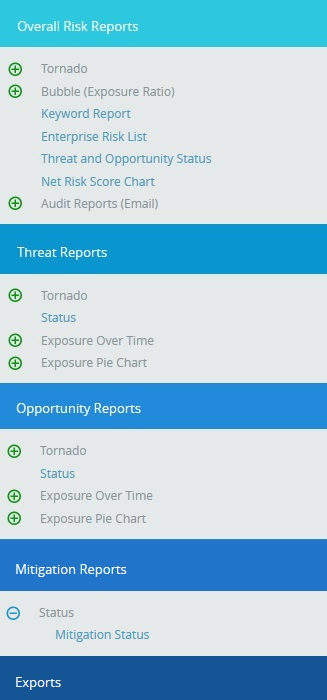 Overall Risk Reports
Tornado
Bubble (Exposure Ratio)
Keyword Report
Enterprise Risk List
Threat and Opportunity Status
Net Risk Score Chart
Audit Reports (Email)
Threat Reports
Tornado
Status
Exposure Over Time
Exposure Pie Chart
Opportunity Reports
Tornado
Status
Exposure Over Time
Exposure Pie Chart
Mitigation Reports
Status
Mitigation Status
Exports